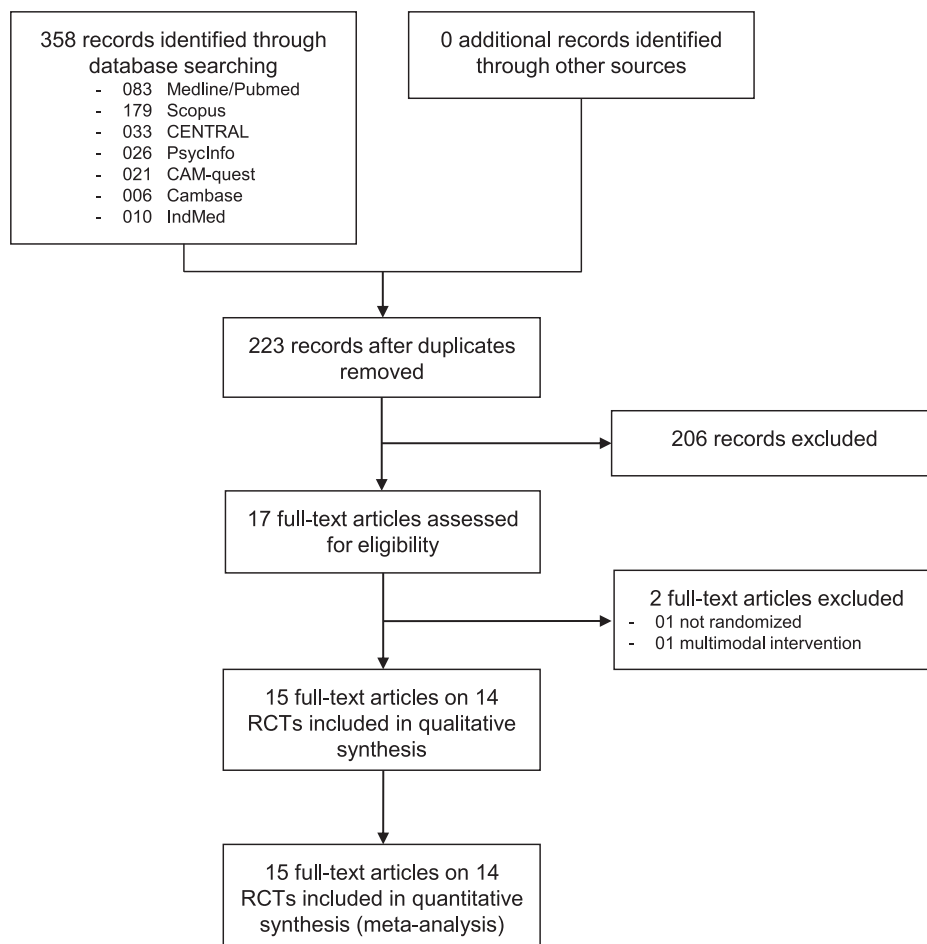 358 records identified through
database searching
- 083 Medline/Pubmed
- 179 Scopus
- 033 CENTRAL
- 026 PsycInfo
- 021 CAM-quest
- 006 Cambase
- 010 IndMed
0 additional records identified
through other sources
223 records after duplicates
removed
206 records excluded
17 full-text articles assessed
for eligibility
2 full-text articles excluded
- 01 not randomized
- 01 multimodal intervention
15 full-text articles on 14
RCTs included in qualitative
synthesis
15 full-text articles on 14
RCTs included in quantitative
synthesis (meta-analysis)